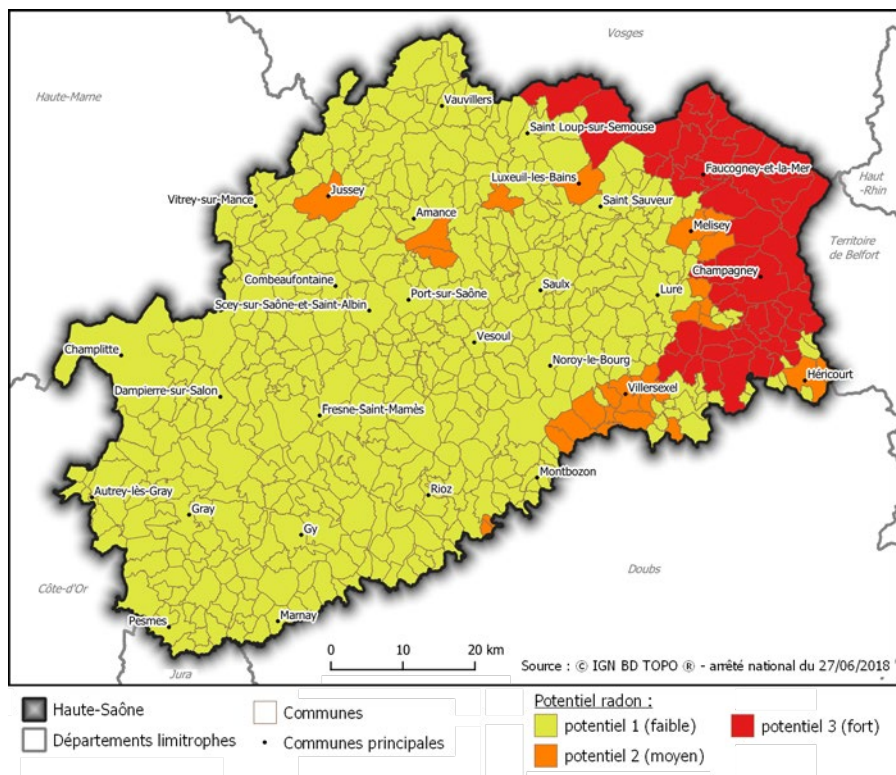 Vosges
Haute-Marne
Vauvillers
Saint Loup-sur-Semouse
Faucogney-et-la-Mer
Haut
-Rhin
Luxeuil-les-Bains
Jussey
Vitrey-sur-Mance
Saint Sauveur
Amance
Melisey
Territoire
de Belfort
Champagney
Combeaufontaine
Saulx
Lure
Port-sur-Saône
Scey-sur-Saône-et-Saint-Albin
Vesoul
Champlitte
Noroy-le-Bourg
Héricourt
Dampierre-sur-Salon
Villersexel
Fresne-Saint-Mamès
Montbozon
Autrey-lès-Gray
Rioz
Gray
Gy
Doubs
Côte-d'Or
Pesmes
Marnay
Jura
0 10 20 km
Source : © IGN BD TOPO ® - arrêté national du 27/06/2018
Haute-Saône
Départements limitrophes
Communes
Communes principales
Potentiel radon :
potentiel 1 (faible)
potentiel 2 (moyen)
potentiel 3 (fort)